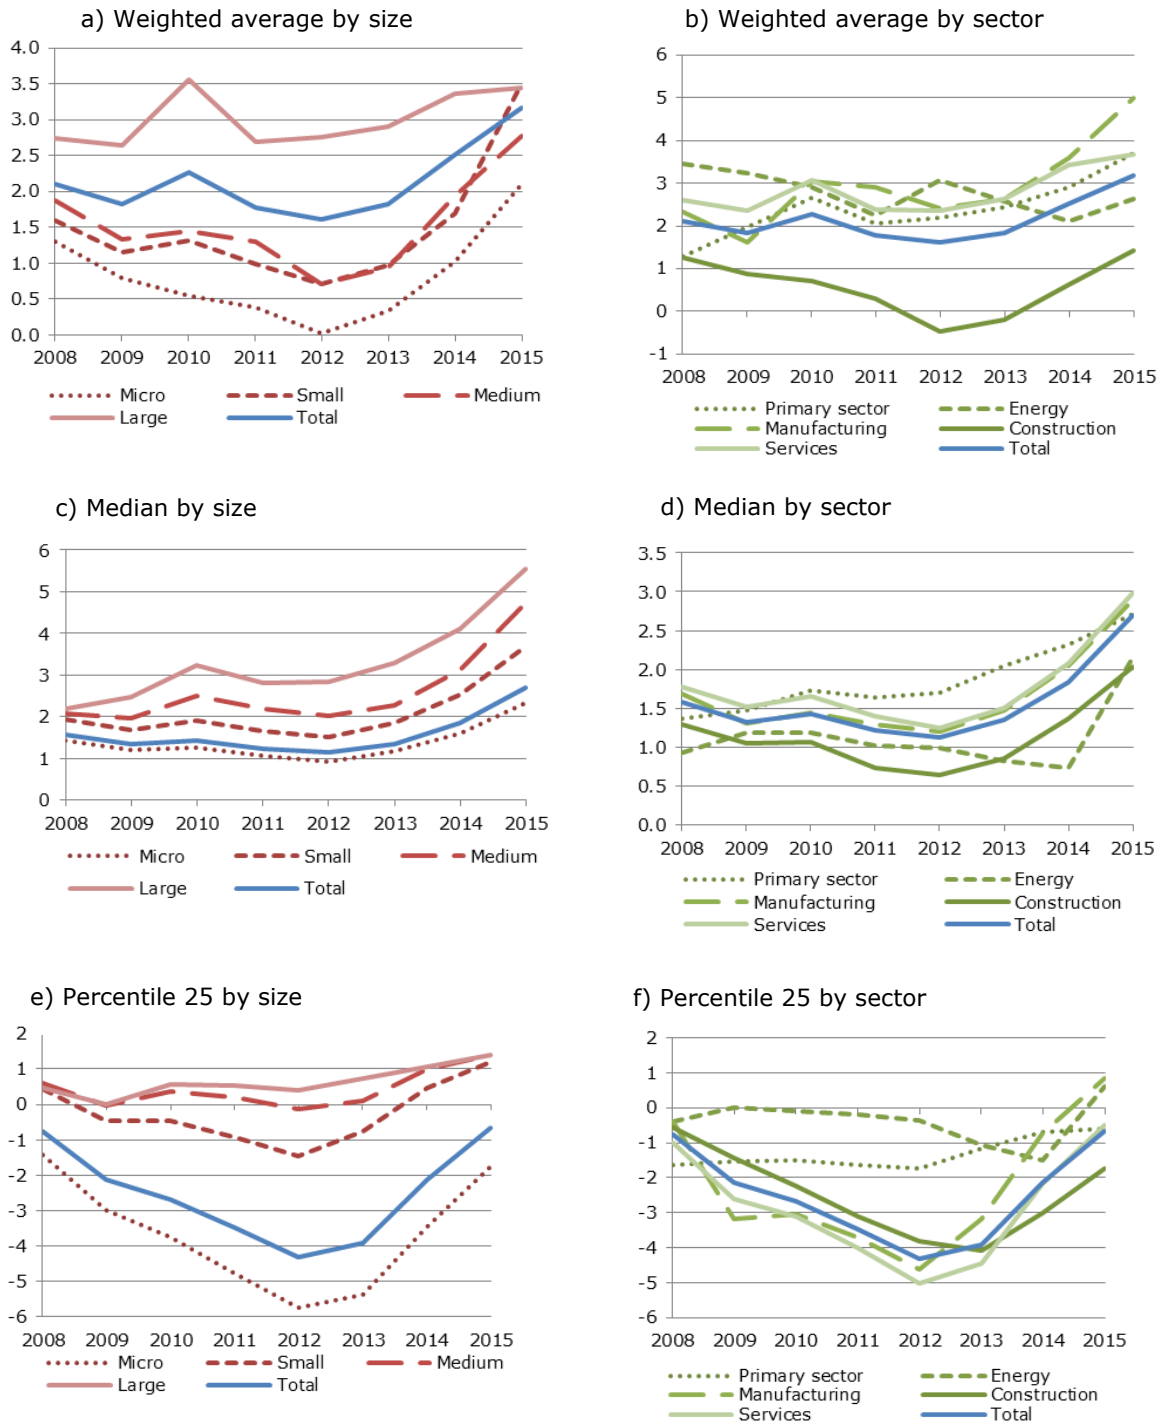 a) Weighted average by size
4.0
3.5
3.0
2.5
2.0
1.5
1.0
0.5
0.0
2008 2009 2010 2011 2012 2013 2014 2015
Micro Small Medium
Large Total
b) Weighted average by sector
6
5
4
3
2
1
0
-1
2008 2009 2010 2011 2012 2013 2014 2015
Primary sector Energy
Manufacturing Construction
Services Total
c) Median by size
6
5
4
3
2
1
0
2008 2009 2010 2011 2012 2013 2014 2015
Micro Small Medium
Large Total
d) Median by sector
3.5
3.0
2.5
2.0
1.5
1.0
0.5
0.0
2008 2009 2010 2011 2012 2013 2014 2015
Primary sector Energy
Manufacturing Construction
Services Total
e) Percentile 25 by size
2
1
0
-1
-2
-3
-4
-5
-6
2008 2009 2010 2011 2012 2013 2014 2015
Micro Small Medium
Large Total
f) Percentile 25 by sector
2
1
0
-1
-2
-3
-4
-5
-6
2008 2009 2010 2011 2012 2013 2014 2015
Primary sector Energy
Manufacturing Construction
Services Total